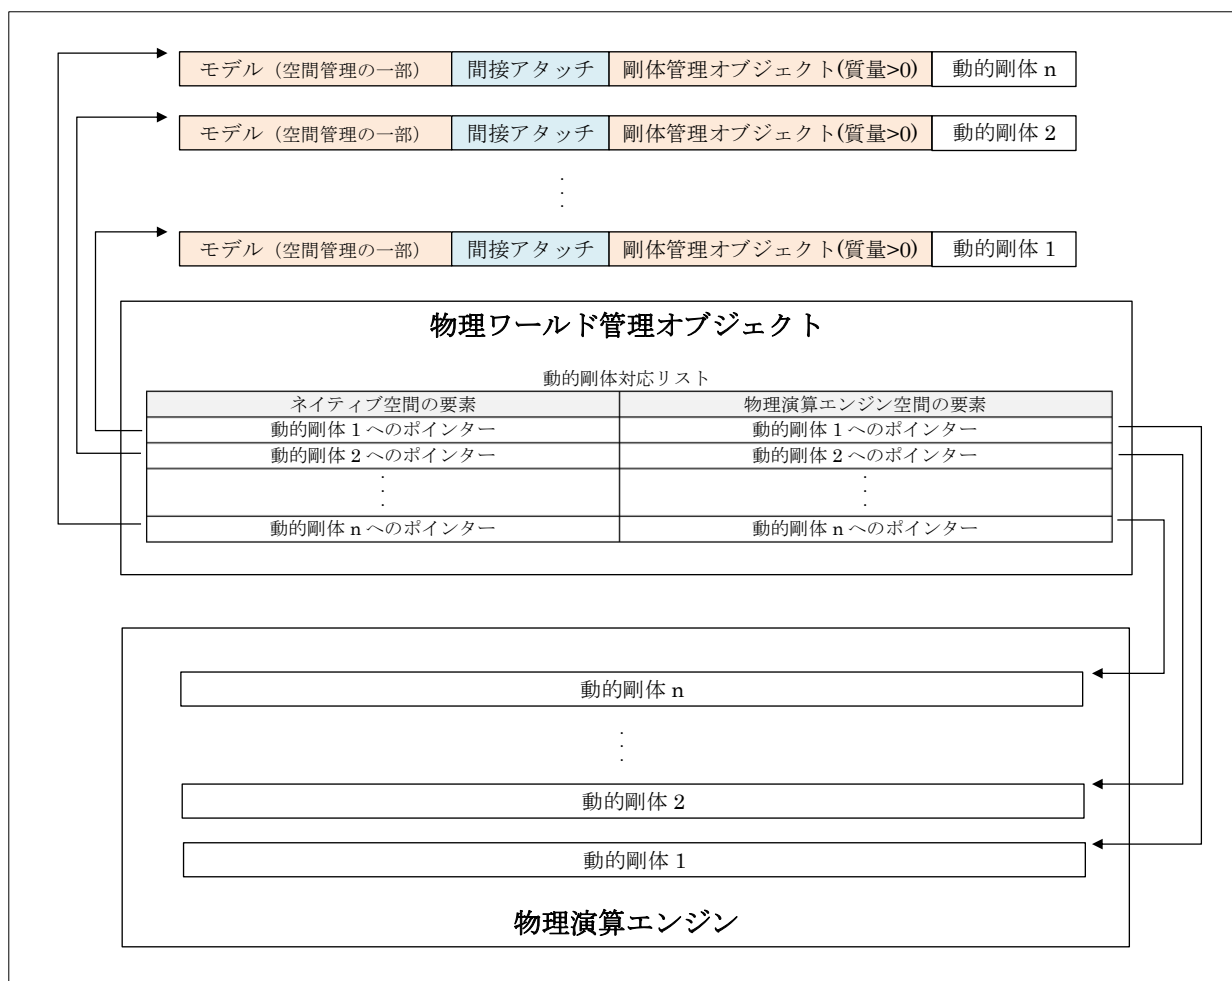 モデル（空間管理の一部） 間接アタッチ 剛体管理オブジェクト(質量>0) 動的剛体 n
モデル（空間管理の一部） 間接アタッチ 剛体管理オブジェクト(質量>0) 動的剛体 2
モデル（空間管理の一部） 間接アタッチ 剛体管理オブジェクト(質量>0) 動的剛体 1
物理ワールド管理オブジェクト
動的剛体対応リスト
ネイティブ空間の要素 物理演算エンジン空間の要素
動的剛体 1 へのポインター 動的剛体 1 へのポインター
動的剛体 2 へのポインター 動的剛体 2 へのポインター
動的剛体 n へのポインター 動的剛体 n へのポインター
動的剛体 n
動的剛体 2
動的剛体 1
物理演算エンジン